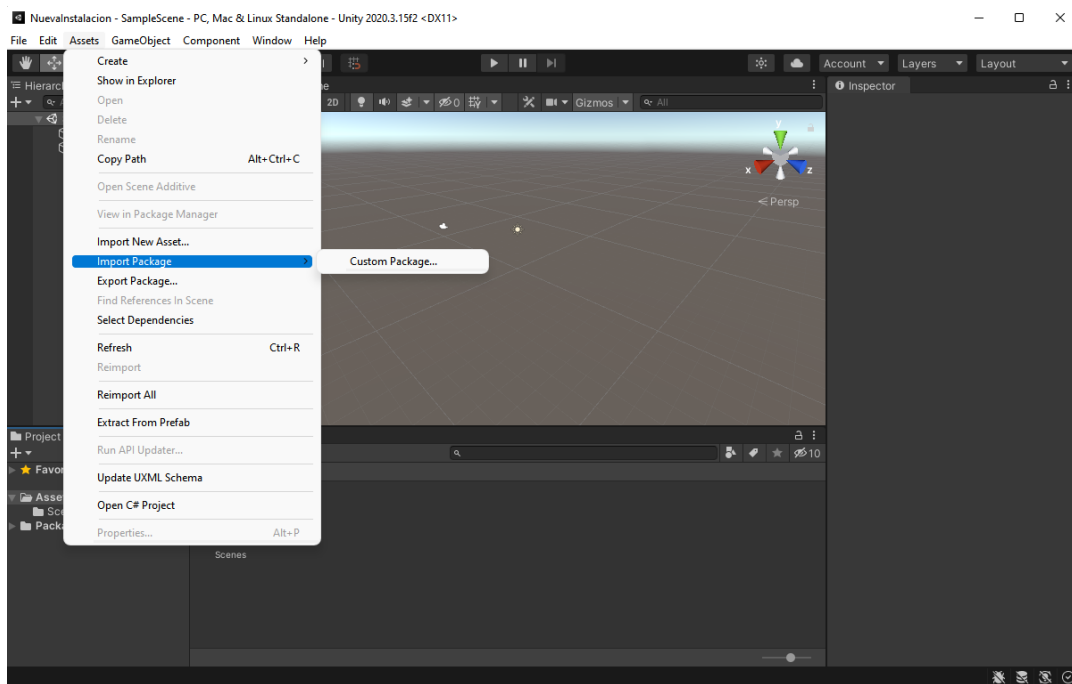 NuevaInstalacion - SampleScene - PC, Mac & Linux Standalone - Unity 2020.3.15f2 <DX11>
File Edit Assets GameObject Component Window Help
Account Layers Layout
Hierarc
2D 0 Gizmos All
Inspector
Create
Show in Explorer
Open
Delete
Rename
Copy Path Alt+Ctrl+C
Open Scene Additive
View in Package Manager
Import New Asset...
Import Package
Custom Package...
Export Package...
Find References In Scene
Select Dependencies
Refresh Ctrl+R
Reimport
Reimport All
Extract From Prefab
Run API Updater...
Update UXML Schema
Open C# Project
Properties... Alt+P
y
x z
Persp
Project
10
Favor
Asse
Sce
Packa
Scenes